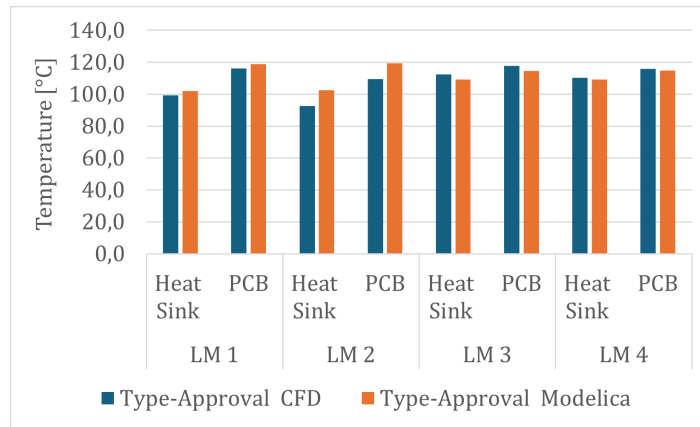 Temperature [°C]
140,0
120,0
100,0
80,0
60,0
40,0
20,0
0,0
Heat Sink PCB Heat Sink PCB Heat Sink PCB Heat Sink PCB
LM 1 LM 2 LM 3 LM 4
Type-Approval CFD Type-Approval Modelica